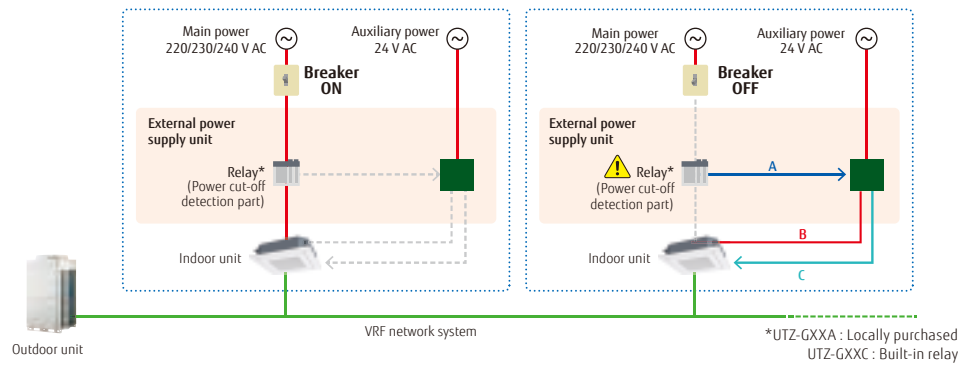 Main power
220/230/240 V AC
Auxiliary power
24 V AC
Breaker
ON
External power
supply unit
Relay*
(Power cut-off
detection part)
Indoor unit
Main power
220/230/240 V AC
Auxiliary power
24 V AC
Breaker
OFF
External power
supply unit
Relay*
(Power cut-off
detection part)
A
B
C
Indoor unit
Outdoor unit
VRF network system
*UTZ-GXXA : Locally purchased
UTZ-GXXC : Built-in relay